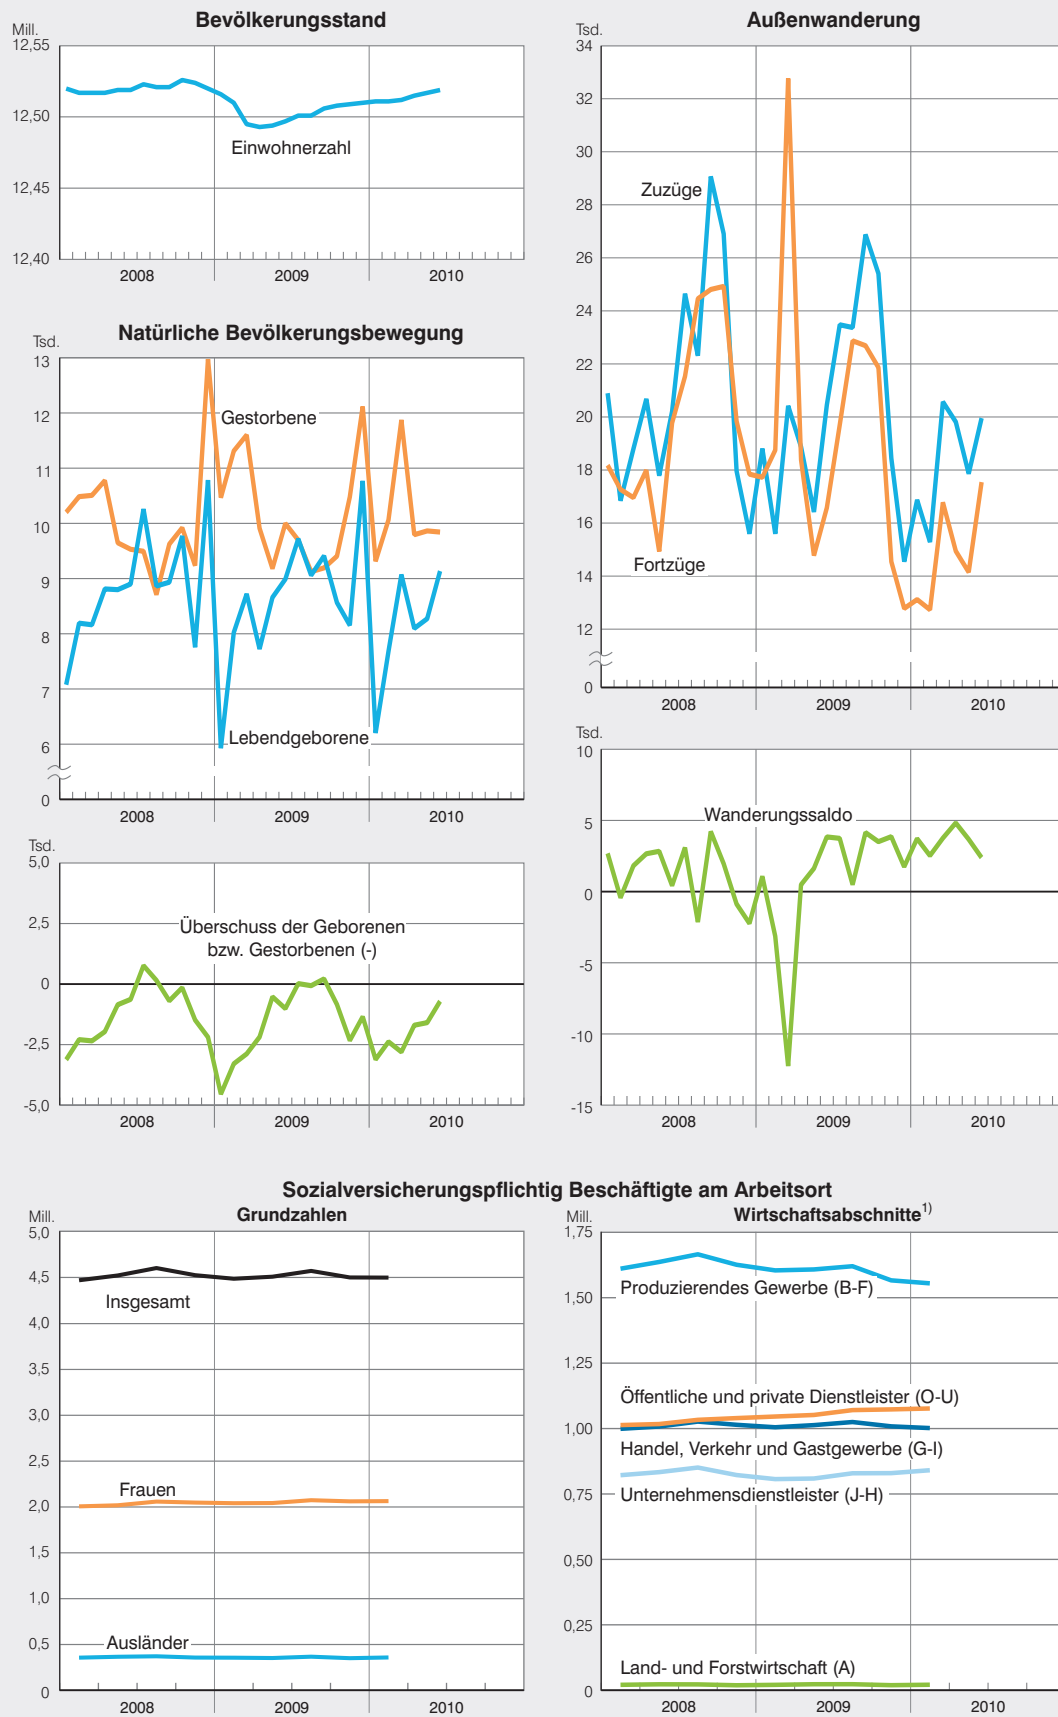 Bevölkerungsstand
Mill.
12,55
12,50
12,45
12,40
Einwohnerzahl
2008
2009
2010
Natürliche Bevölkerungsbewegung
Tsd.
13
12
11
10
9
8
7
6
0
Gestorbene
Lebendgeborene
2008
2009
2010
Tsd.
5,0
2,5
0
-2,5
-5,0
Überschuss der Geborenen
bzw. Gestorbenen (-)
2008
2009
2010
Außenwanderung
Tsd.
34
32
30
28
26
24
22
20
18
16
14
12
0
Zuzüge
Fortzüge
2008
2009
2010
Tsd.
10
5
0
-5
-10
-15
Wanderungssaldo
2008
2009
2010
Sozialversicherungspflichtig Beschäftigte am Arbeitsort
Grundzahlen
Mill.
5,0
4,5
4,0
3,5
3,0
2,5
2,0
1,5
1,0
0,5
0
Insgesamt
Frauen
Ausländer
2008
2009
2010
Wirtschaftsabschnitte1)
Mill.
1,75
1,50
1,25
1,00
0,75
0,50
0,25
0
Produzierendes Gewerbe (B-F)
Öffentliche und private Dienstleister (O-U)
Handel, Verkehr und Gastgewerbe (G-I)
Unternehmensdienstleister (J-H)
Land- und Forstwirtschaft (A)
2008
2009
2010